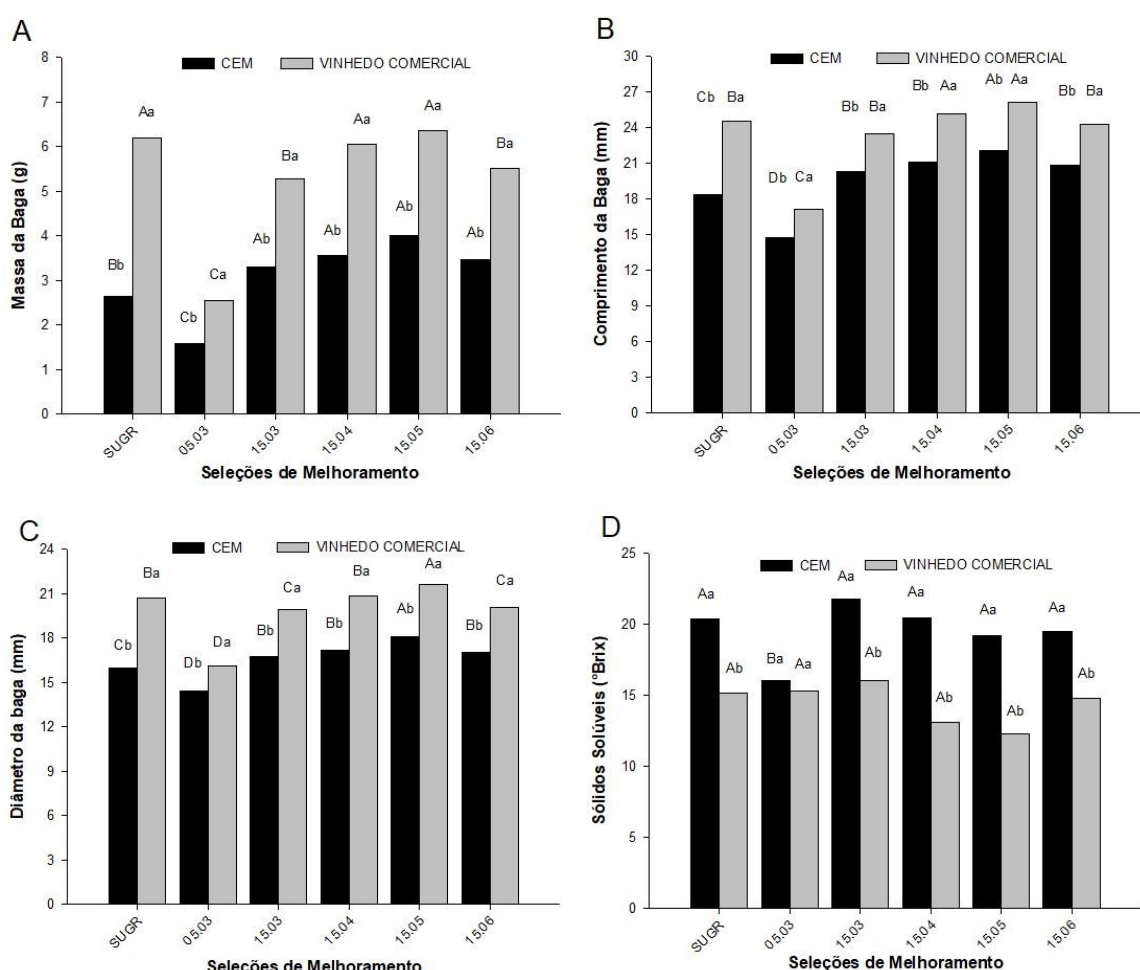 A
CEM VINHEDO COMERCIAL
Massa da Baga (g)
8
7
6
5
4
3
2
1
0
Bb Aa Cb Ca Ab Ba Ab Aa Ab Aa Ab Ba
SUGR 05.03 15.03 15.04 15.05 15.06
Seleções de Melhoramento
B
CEM VINHEDO COMERCIAL
Comprimento da Baga (mm)
30
27
24
21
18
15
12
9
6
3
0
Cb Ba Db Ca Bb Ba Bb Aa Ab Aa Bb Ba
SUGR 05.03 15.03 15.04 15.05 15.06
Seleções de Melhoramento
C
CEM VINHEDO COMERCIAL
Diâmetro da baga (mm)
24
21
18
15
12
9
6
3
0
Cb Ba Db Da Bb Ca Bb Ba Ab Aa Bb Ca
SUGR 05.03 15.03 15.04 15.05 15.06
Seleções de Melhoramento
D
CEM VINHEDO COMERCIAL
Sólidos Solúveis (°Brix)
25
20
15
10
5
0
Aa Ab Ba Aa Aa Ab Aa Ab Aa Ab Aa Ab
SUGR 05.03 15.03 15.04 15.05 15.06
Seleções de Melhoramento